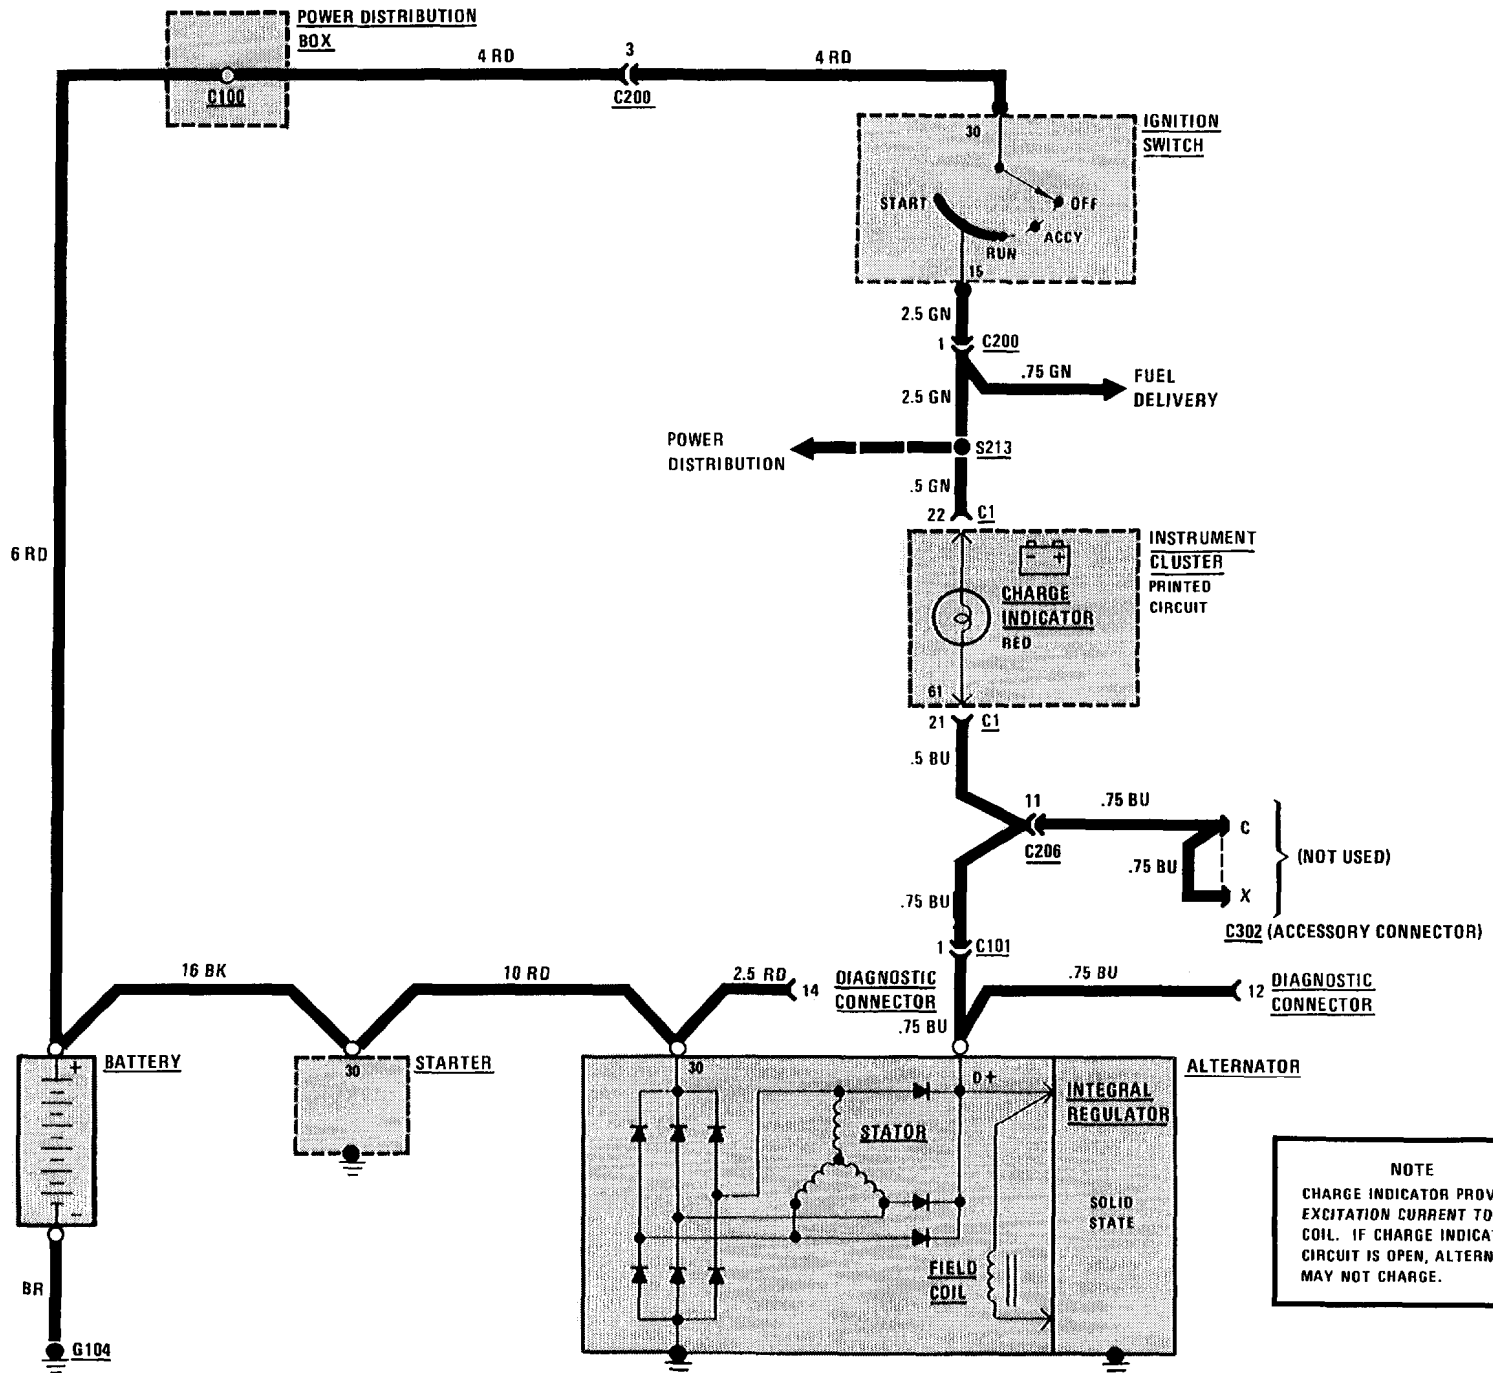 POWER DISTRIBUTION
BOX
C100
4 RD
3
C200
4 RD
IGNITION
SWITCH
30
START
OFF
ACCY
RUN
15
2.5 GN
1
C200
.75 GN
FUEL
DELIVERY
2.5 GN
POWER
DISTRIBUTION
S213
.5 GN
22
C1
6 RD
INSTRUMENT
CLUSTER
PRINTED
CIRCUIT
- +
CHARGE
INDICATOR
RED
61
21
C1
.5 BU
11
.75 BU
C
C206
.75 BU
(NOT USED)
X
.75 BU
C302 (ACCESSORY CONNECTOR)
1
C101
16 BK
10 RD
2.5 RD
14
DIAGNOSTIC
CONNECTOR
.75 BU
.75 BU
12
DIAGNOSTIC
CONNECTOR
BATTERY
+
-
30
STARTER
30
D+
ALTERNATOR
INTEGRAL
REGULATOR
STATOR
SOLID
STATE
FIELD
COIL
BR
G104
NOTE
CHARGE INDICATOR
EXCITATION CURRENT TO
COIL. IF CHARGE
CIRCUIT IS OPEN,
MAY NOT CHARGE.